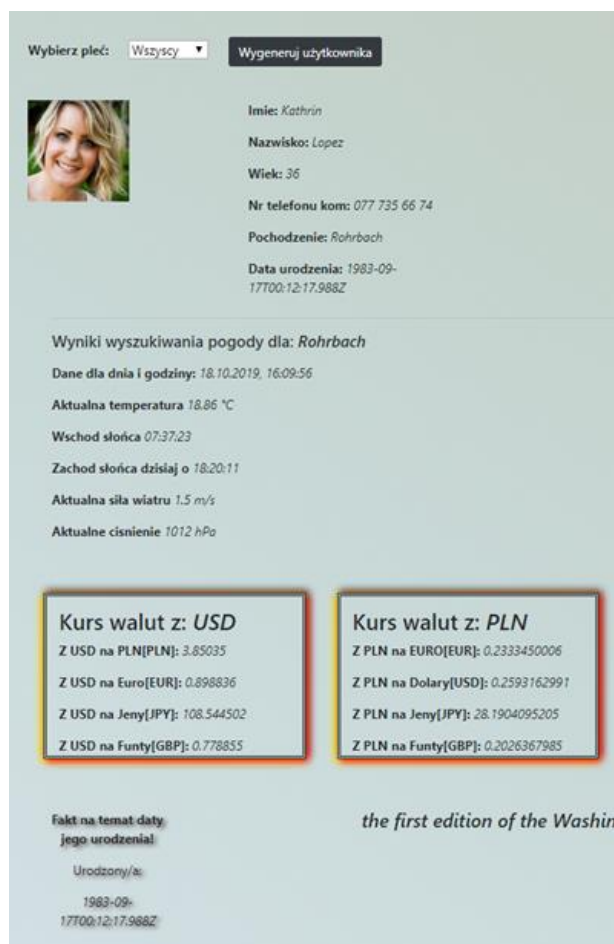 Wybierz płeć: Wszyscy Wygeneruj użytkownika
Imie: Kathrin
Nazwisko: Lopez
Wiek: 36
Nr telefonu kom: 077 735 66 74
Pochodzenie: Rohrbach
Data urodzenia: 1983-09-
17T00:12:17.988Z
Wyniki wyszukiwania pogody dla: Rohrbach
Dane dla dnia i godziny: 18.10.2019, 16:09:56
Aktualna temperatura 18.86 °C
Wschod słońca 07:37:23
Zachod słońca dzisiaj o 18:20:11
Aktualna siła wiatru 1.5 m/s
Aktualne cisnienie 1012 hPa
Kurs walut z: USD
Z USD na PLN[PLN]: 3.85035
Z USD na Euro[EUR]: 0.898836
Z USD na Jeny[JPY]: 108.544502
Z USD na Funty[GBP]: 0.778855
Kurs walut z: PLN
Z PLN na EURO[EUR]: 0.2333450006
Z PLN na Dolary[USD]: 0.2593162991
Z PLN na Jeny[JPY]: 28.1904095205
Z PLN na Funty[GBP]: 0.2026367985
Fakt na temat daty
jego urodzenia!
Urodzony/a:
1983-09-
17T00:12:17.988Z
the first edition of the Washin